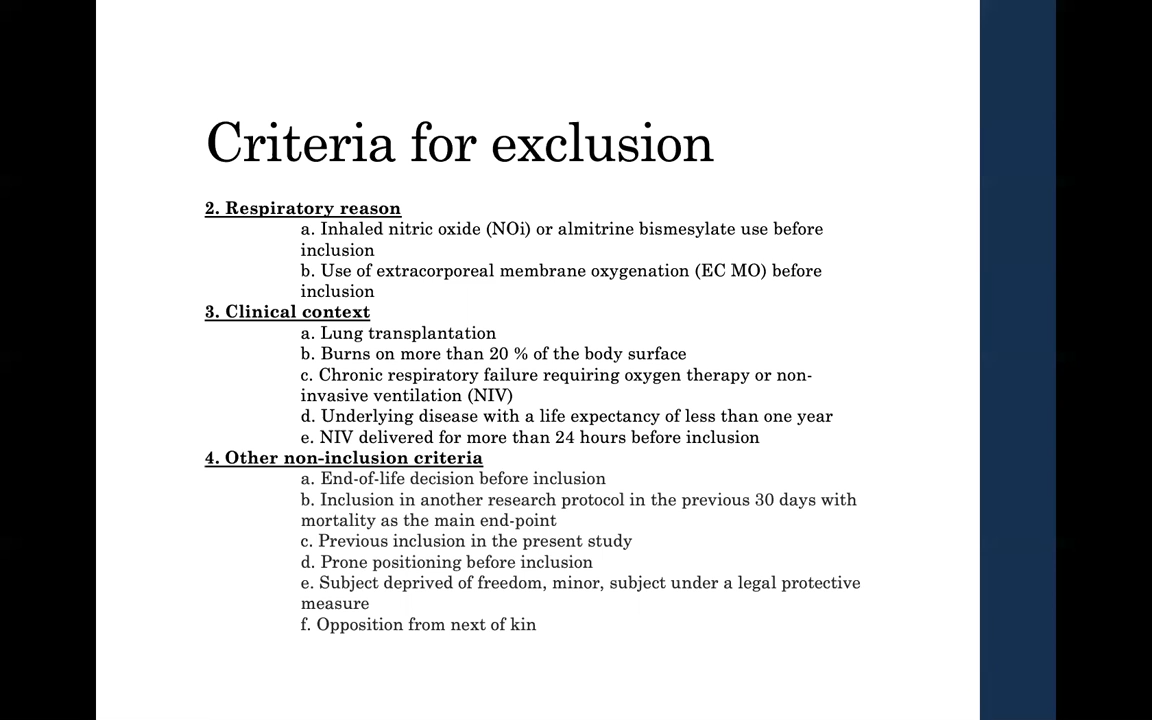 Criteria for exclusion
2. Respiratory reason
a. Inhaled nitric oxide (NOi) or almitrine bismesylate use before
inclusion
b. Use of extracorporeal membrane oxygenation (EC MO) before
inclusion
3. Clinical context
a. Lung transplantation
b. Burns on more than 20 % of the body surface
c. Chronic respiratory failure requiring oxygen therapy or non-
invasive ventilation (NIV)
d. Underlying disease with a life expectancy of less than one year
e. NIV delivered for more than 24 hours before inclusion
4. Other non-inclusion criteria
a. End-of-life decision before inclusion
b. Inclusion in another research protocol in the previous 30 days with
mortality as the main end-point
c. Previous inclusion in the present study
d. Prone positioning before inclusion
e. Subject deprived of freedom, minor, subject under a legal protective
measure
f. Opposition from next of kin